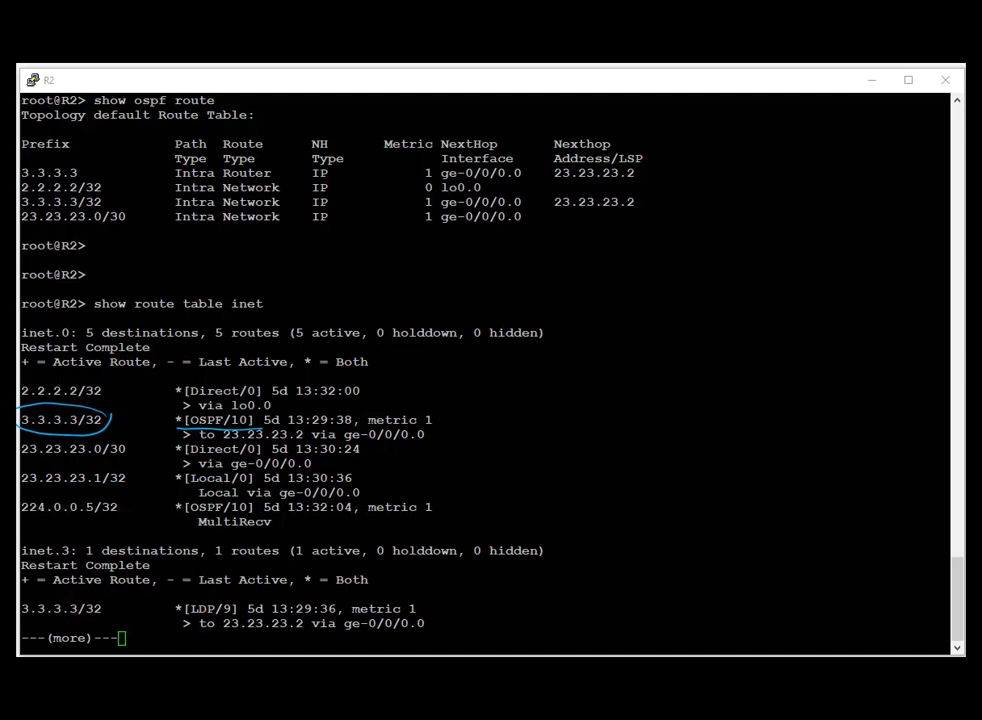 R2
root@R2> show ospf route
Topology default Route Table:
Prefix Path Route NH Metric NextHop Nexthop
Type Type Type Interface Address/LSP
3.3.3.3 Intra Router IP 1 ge-0/0/0.0 23.23.23.2
2.2.2.2/32 Intra Network IP 0 lo0.0
3.3.3.3/32 Intra Network IP 1 ge-0/0/0.0 23.23.23.2
23.23.23.0/30 Intra Network IP 1 ge-0/0/0.0
root@R2>
root@R2>
root@R2> show route table inet
inet.0: 5 destinations, 5 routes (5 active, 0 holddown, 0 hidden)
Restart Complete
+ = Active Route, - = Last Active, * = Both
2.2.2.2/32 *[Direct/0] 5d 13:32:00
> via lo0.0
3.3.3.3/32 *[OSPF/10] 5d 13:29:38, metric 1
> to 23.23.23.2 via ge-0/0/0.0
23.23.23.0/30 *[Direct/0] 5d 13:30:24
> via ge-0/0/0.0
23.23.23.1/32 *[Local/0] 5d 13:30:36
Local via ge-0/0/0.0
224.0.0.5/32 *[OSPF/10] 5d 13:32:04, metric 1
MultiRecv
inet.3: 1 destinations, 1 routes (1 active, 0 holddown, 0 hidden)
Restart Complete
+ = Active Route, - = Last Active, * = Both
3.3.3.3/32 *[LDP/9] 5d 13:29:36, metric 1
> to 23.23.23.2 via ge-0/0/0.0
---(more)---